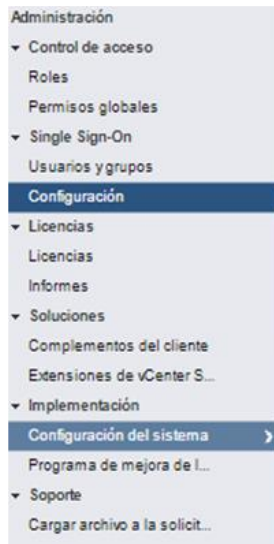 Administración
Control de acceso
Roles
Permisos globales
Single Sign-On
Usuarios y grupos
Configuración
Licencias
Licencias
Informes
Soluciones
Complementos del cliente
Extensiones de vCenter S...
Implementación
Configuración del sistema
Programa de mejora de l...
Soporte
Cargar archivo a la solicit...